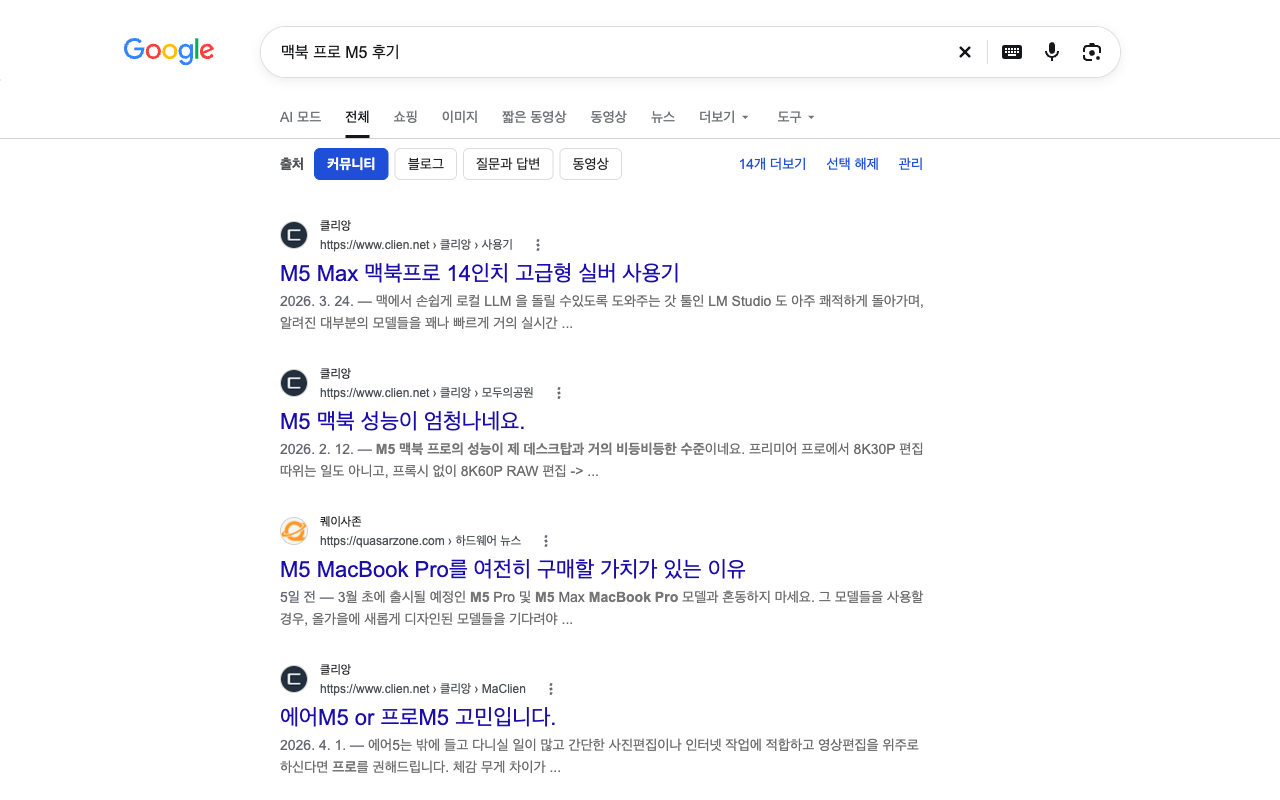 Google
맥북 프로 M5 후기
AI 모드 전체 쇼핑 이미지 짧은 동영상 동영상 뉴스 더보기 도구
출처 커뮤니티 블로그 질문과 답변 동영상 14개 더보기 선택 해제 관리
클리앙
https://www.clien.net › 클리앙 › 사용기
M5 Max 맥북프로 14인치 고급형 실버 사용기
2026. 3. 24. — 맥에서 손쉽게 로컬 LLM 을 돌릴 수있도록 도와주는 갓 툴인 LM Studio 도 아주 쾌적하게 돌아가며,
알려진 대부분의 모델들을 꽤나 빠르게 거의 실시간 ...
클리앙
https://www.clien.net › 클리앙 › 모두의공원
M5 맥북 성능이 엄청나네요.
2026. 2. 12. — M5 맥북 프로의 성능이 제 데스크탑과 거의 비등비등한 수준이네요. 프리미어 프로에서 8K30P 편집
따위는 일도 아니고, 프록시 없이 8K60P RAW 편집 -> ...
퀘이사존
https://quasarzone.com › 하드웨어 뉴스
M5 MacBook Pro를 여전히 구매할 가치가 있는 이유
5일 전 — 3월 초에 출시될 예정인 M5 Pro 및 M5 Max MacBook Pro 모델과 혼동하지 마세요. 그 모델들을 사용할
경우, 올가을에 새롭게 디자인된 모델들을 기다려야 ...
클리앙
https://www.clien.net › 클리앙 › MaClien
에어M5 or 프로M5 고민입니다.
2026. 4. 1. — 에어5는 밖에 들고 다니실 일이 많고 간단한 사진편집이나 인터넷 작업에 적합하고 영상편집을 위주로
하신다면 프로를 권해드립니다. 체감 무게 차이가 ...